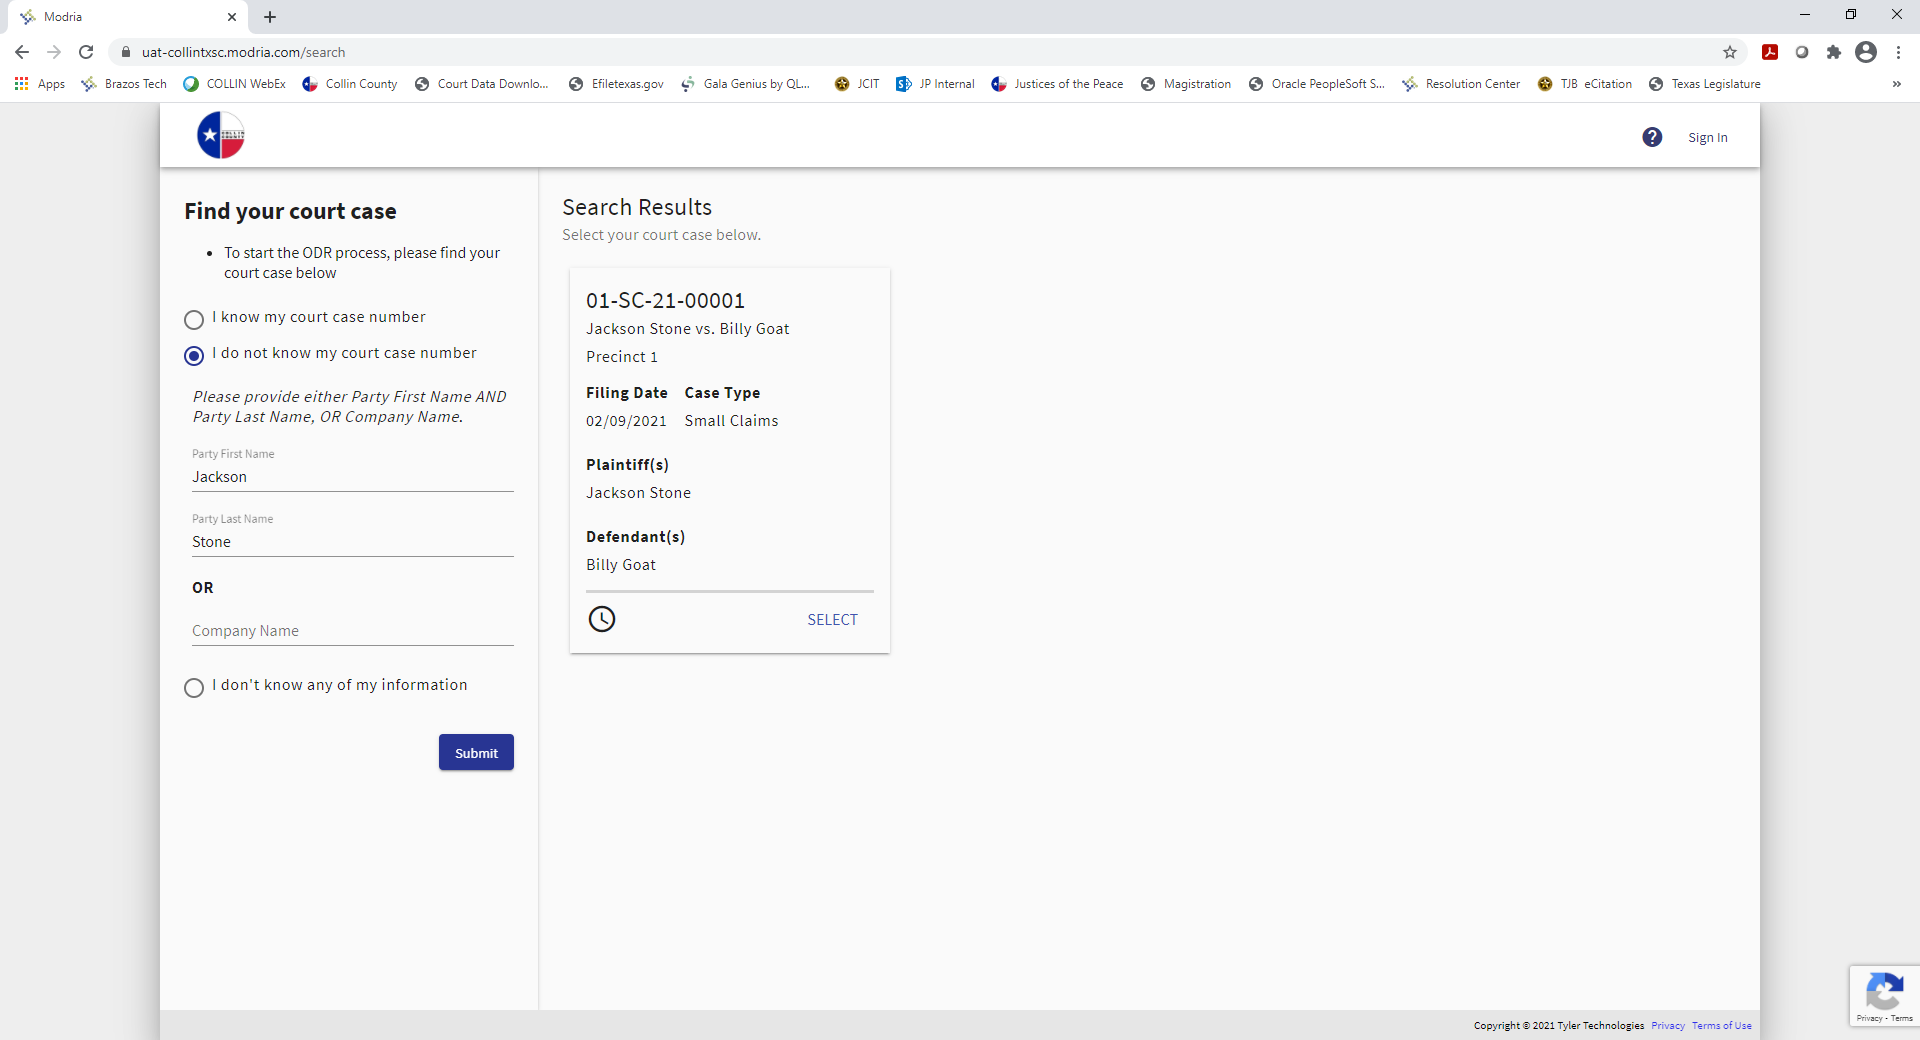 Modria
uat-collintxsc.modria.com/search
Apps Brazos Tech COLLIN WebEx Collin County Court Data Downlo... Efiletexas.gov Gala Genius by QL... JCIT JP Internal Justices of the Peace Magistration Oracle PeopleSoft S... Resolution Center TJB eCitation Texas Legislature »
COLLIN
COUNTY
? Sign In
Find your court case
• To start the ODR process, please find your
court case below
I know my court case number
I do not know my court case number
Please provide either Party First Name AND
Party Last Name, OR Company Name.
Party First Name
Jackson
Party Last Name
Stone
OR
Company Name
I don't know any of my information
Submit
Search Results
Select your court case below.
01-SC-21-00001
Jackson Stone vs. Billy Goat
Precinct 1
Filing Date Case Type
02/09/2021 Small Claims
Plaintiff(s)
Jackson Stone
Defendant(s)
Billy Goat
SELECT
Privacy - Terms
Copyright © 2021 Tyler Technologies Privacy Terms of Use